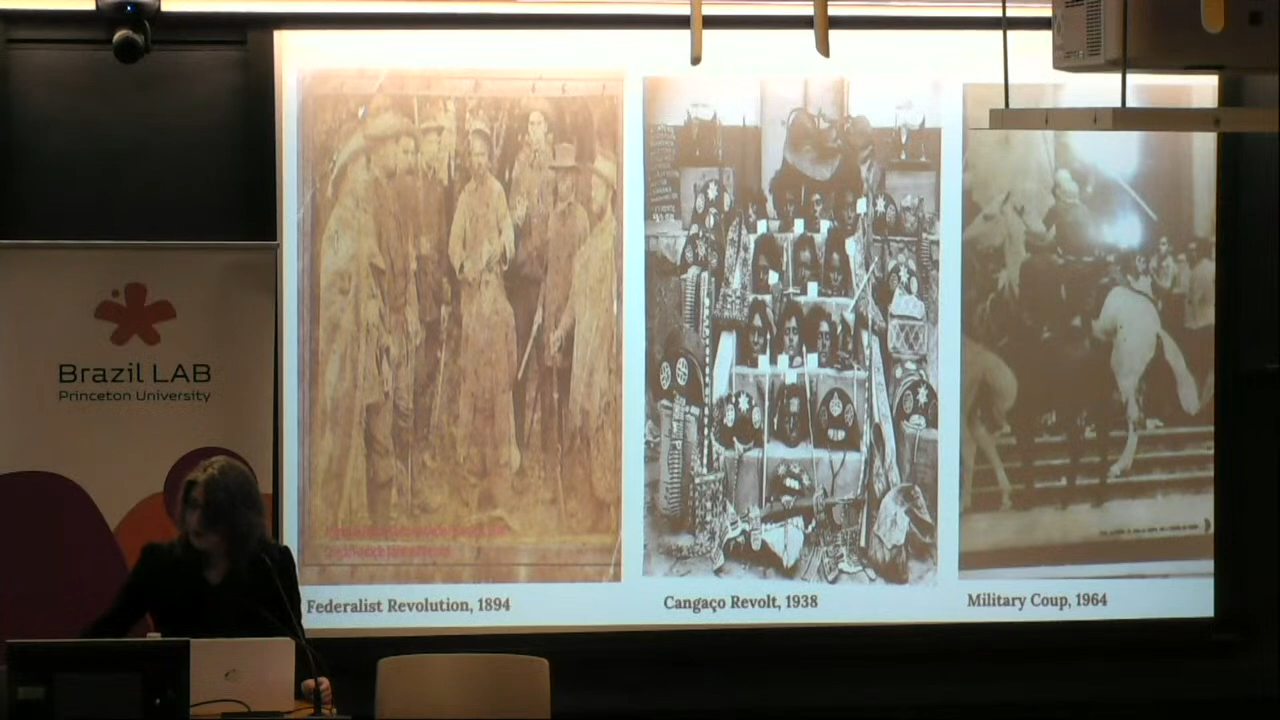 Brazil LAB
Princeton University
Federalist Revolution, 1894
Cangaço Revolt, 1938
Military Coup, 1964